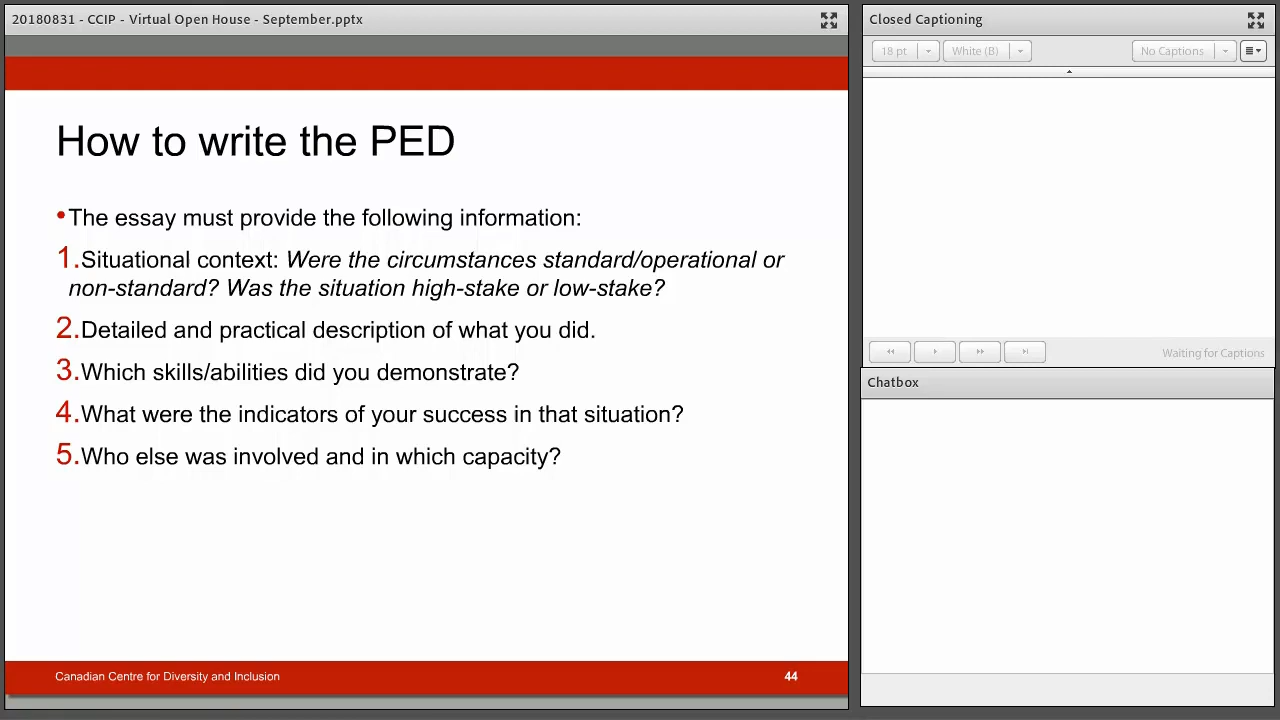 20180831 - CCIP - Virtual Open House - September.pptx
How to write the PED
•The essay must provide the following information:
1.Situational context: Were the circumstances standard/operational or
non-standard? Was the situation high-stake or low-stake?
2.Detailed and practical description of what you did.
3.Which skills/abilities did you demonstrate?
4.What were the indicators of your success in that situation?
5.Who else was involved and in which capacity?
Canadian Centre for Diversity and Inclusion
44
Closed Captioning
18 pt
White (B)
No Captions
Waiting for Captions
Chatbox